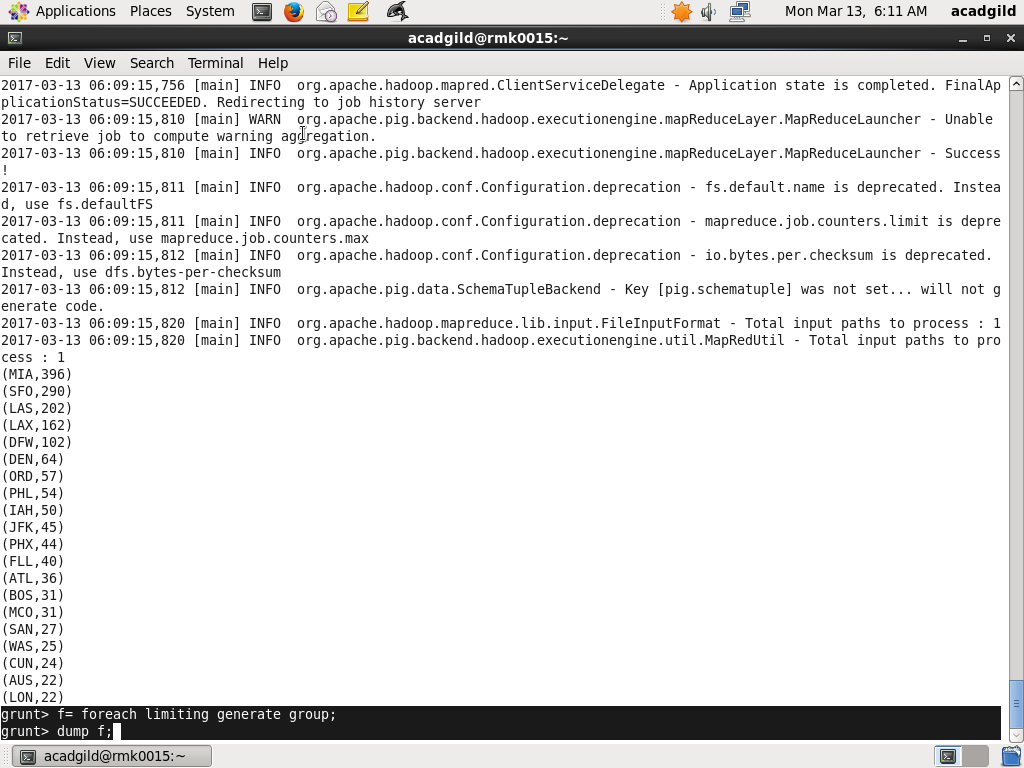 Applications Places System Mon Mar 13, 6:11 AM acadgild
acadgild@rmk0015:~
File Edit View Search Terminal Help
2017-03-13 06:09:15,756 [main] INFO  org.apache.hadoop.mapred.ClientServiceDelegate - Application state is completed. FinalAp
plicationStatus=SUCCEEDED. Redirecting to job history server
2017-03-13 06:09:15,810 [main] WARN  org.apache.pig.backend.hadoop.executionengine.mapReduceLayer.MapReduceLauncher - Unable
to retrieve job to compute warning aggregation.
2017-03-13 06:09:15,810 [main] INFO  org.apache.pig.backend.hadoop.executionengine.mapReduceLayer.MapReduceLauncher - Success
!
2017-03-13 06:09:15,811 [main] INFO  org.apache.hadoop.conf.Configuration.deprecation - fs.default.name is deprecated. Instea
d, use fs.defaultFS
2017-03-13 06:09:15,811 [main] INFO  org.apache.hadoop.conf.Configuration.deprecation - mapreduce.job.counters.limit is depre
cated. Instead, use mapreduce.job.counters.max
2017-03-13 06:09:15,812 [main] INFO  org.apache.hadoop.conf.Configuration.deprecation - io.bytes.per.checksum is deprecated.
Instead, use dfs.bytes-per-checksum
2017-03-13 06:09:15,812 [main] INFO  org.apache.pig.data.SchemaTupleBackend - Key [pig.schematuple] was not set... will not g
enerate code.
2017-03-13 06:09:15,820 [main] INFO  org.apache.hadoop.mapreduce.lib.input.FileInputFormat - Total input paths to process : 1
2017-03-13 06:09:15,820 [main] INFO  org.apache.pig.backend.hadoop.executionengine.util.MapRedUtil - Total input paths to pro
cess : 1
(MIA,396)
(SFO,290)
(LAS,202)
(LAX,162)
(DFW,102)
(DEN,64)
(ORD,57)
(PHL,54)
(IAH,50)
(JFK,45)
(PHX,44)
(FLL,40)
(ATL,36)
(BOS,31)
(MCO,31)
(SAN,27)
(WAS,25)
(CUN,24)
(AUS,22)
(LON,22)
grunt> f= foreach limiting generate group;
grunt> dump f;
acadgild@rmk0015:~